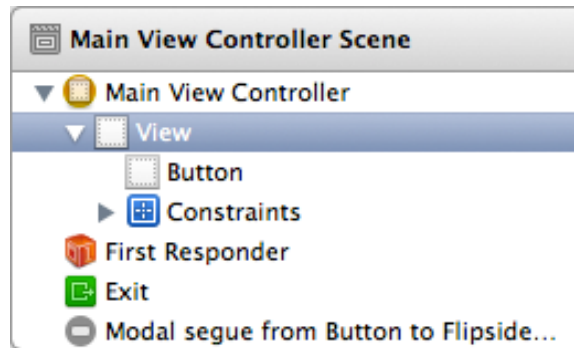 Main View Controller Scene
Main View Controller
View
Button
Constraints
First Responder
Exit
Modal segue from Button to Flipside...